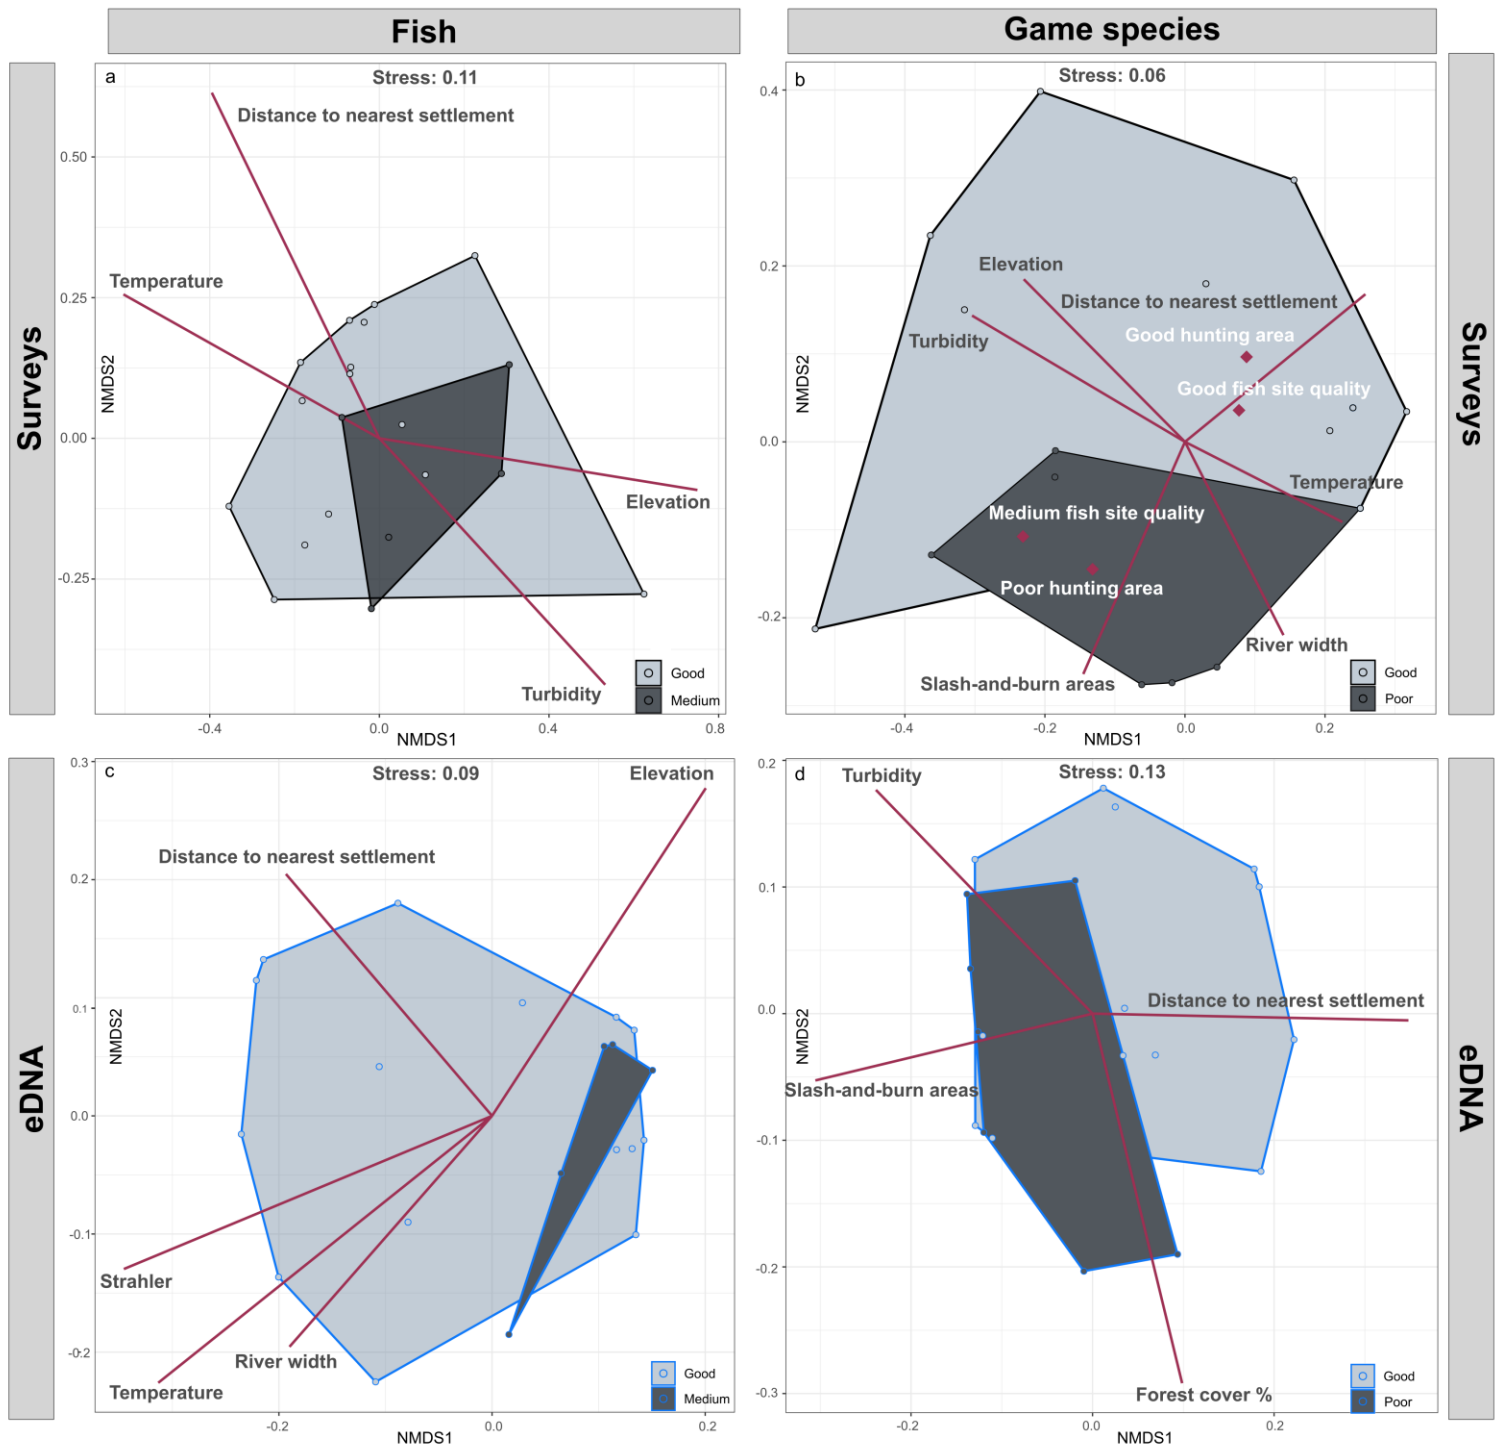 Fish
Game species
Surveys
Surveys
eDNA
eDNA
a
Stress: 0.11
Distance to nearest settlement
Temperature
Elevation
Turbidity
Good
Medium
0.50
0.25
0.00
-0.25
NMDS2
-0.4
0.0
0.4
0.8
NMDS1
b
Stress: 0.06
Elevation
Distance to nearest settlement
Turbidity
Good hunting area
Good fish site quality
Temperature
Medium fish site quality
Poor hunting area
River width
Slash-and-burn areas
Good
Poor
0.4
0.2
0.0
-0.2
NMDS2
-0.4
-0.2
0.0
0.2
NMDS1
c
Stress: 0.09
Elevation
Distance to nearest settlement
Strahler
River width
Temperature
Good
Medium
0.3
0.2
0.1
0.0
-0.1
-0.2
NMDS2
-0.2
0.0
0.2
NMDS1
d
Stress: 0.13
Turbidity
Distance to nearest settlement
Slash-and-burn areas
Forest cover %
Good
Poor
0.2
0.1
0.0
-0.1
-0.2
-0.3
NMDS2
-0.2
0.0
0.2
NMDS1